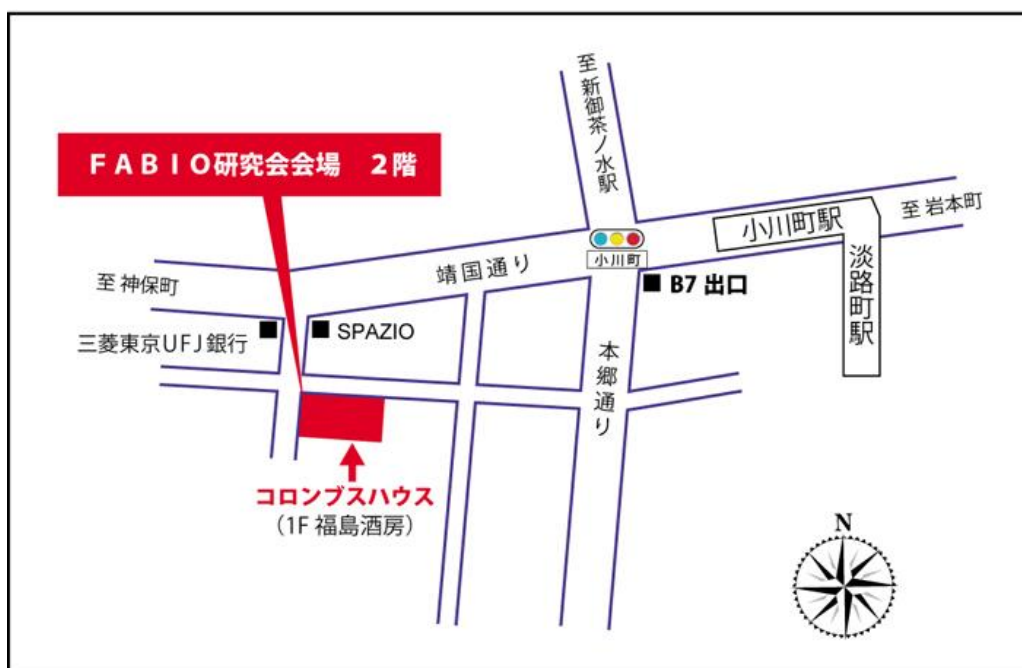 至新御茶ノ水駅
ＦＡＢＩＯ研究会会場　２階
至 岩本町
小川町駅
小川町
淡路町駅
靖国通り
B7 出口
至 神保町
SPAZIO
三菱東京UFJ銀行
本郷通り
コロンブスハウス
（1F 福島酒房）
N